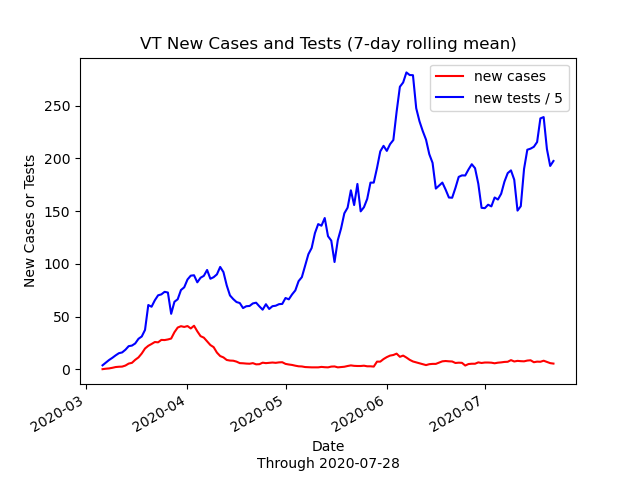 VT New Cases and Tests (7-day rolling mean)
new cases
new tests / 5
New Cases or Tests
250
200
150
100
50
0
2020-03
2020-04
2020-05
2020-06
2020-07
Date
Through 2020-07-28